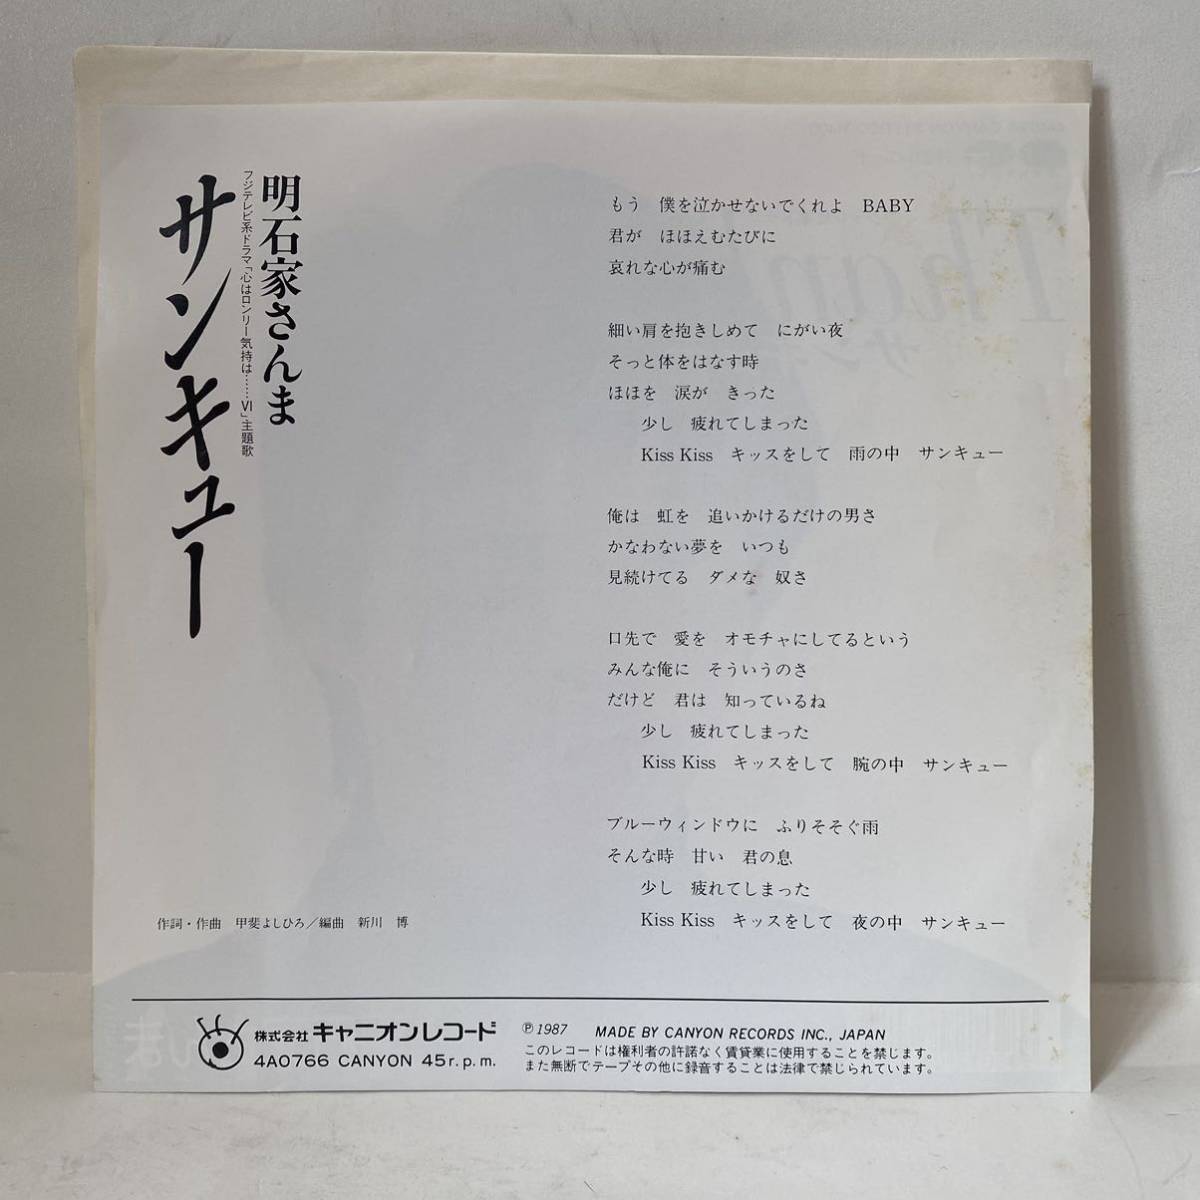 明石家さんま
フジテレビ系ドラマ「心はロンリー気持は……VI」主題歌
サンキュー
もう　僕を泣かせないでくれよ　BABY
君が　ほほえむたびに
哀れな心が痛む
細い肩を抱きしめて　にがい夜
そっと体をはなす時
ほほを　涙が　きった
少し　疲れてしまった
Kiss Kiss　キッスをして　雨の中　サンキュー
俺は　虹を　追いかけるだけの男さ
かなわない夢を　いつも
見続けてる　ダメな　奴さ
口先で　愛を　オモチャにしてるという
みんな俺に　そういうのさ
だけど　君は　知っているね
少し　疲れてしまった
Kiss Kiss　キッスをして　腕の中　サンキュー
ブルーウィンドウに　ふりそそぐ雨
そんな時　甘い　君の息
少し　疲れてしまった
Kiss Kiss　キッスをして　夜の中　サンキュー
作詞・作曲　甲斐よしひろ／編曲　新川　博
株式会社 キャニオンレコード
4A0766 CANYON 45r.p.m.
Ⓟ1987　MADE BY CANYON RECORDS INC., JAPAN
このレコードは権利者の許諾なく賃貸業に使用することを禁じます。
また無断でテープその他に録音することは法律で禁じられています。